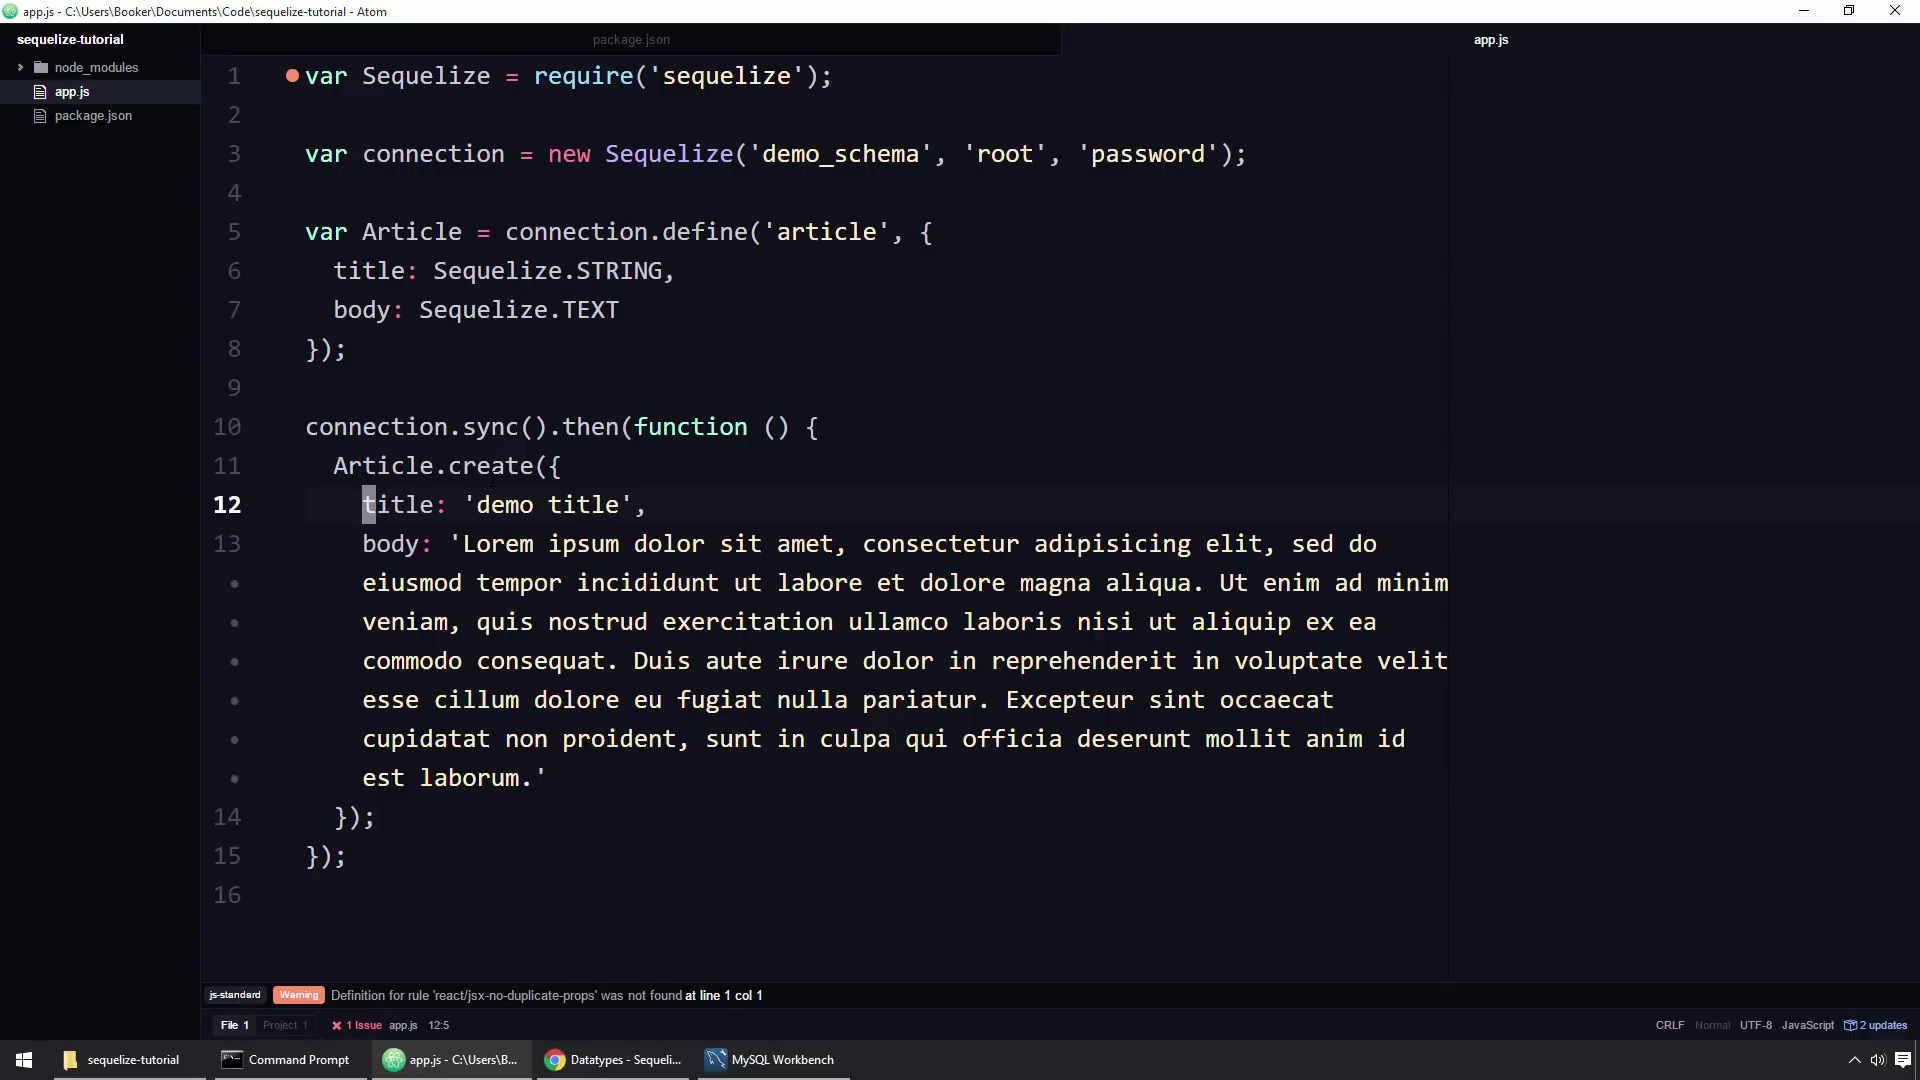 app.js - C:\Users\Booker\Documents\Code\sequelize-tutorial - Atom
sequelize-tutorial
node_modules
app.js
package.json
package.json
app.js
1 var Sequelize = require('sequelize');
2
3 var connection = new Sequelize('demo_schema', 'root', 'password');
4
5 var Article = connection.define('article', {
6 title: Sequelize.STRING,
7 body: Sequelize.TEXT
8 });
9
10 connection.sync().then(function () {
11 Article.create({
12 title: 'demo title',
13 body: 'Lorem ipsum dolor sit amet, consectetur adipisicing elit, sed do
• eiusmod tempor incididunt ut labore et dolore magna aliqua. Ut enim ad minim
• veniam, quis nostrud exercitation ullamco laboris nisi ut aliquip ex ea
• commodo consequat. Duis aute irure dolor in reprehenderit in voluptate velit
• esse cillum dolore eu fugiat nulla pariatur. Excepteur sint occaecat
• cupidatat non proident, sunt in culpa qui officia deserunt mollit anim id
• est laborum.'
14 });
15 });
16
js-standard Warning Definition for rule 'react/jsx-no-duplicate-props' was not found at line 1 col 1
File 1 Project 1 1 Issue app.js 12:5 CRLF Normal UTF-8 JavaScript 2 updates
sequelize-tutorial Command Prompt app.js - C:\Users\B... Datatypes - Sequeli... MySQL Workbench